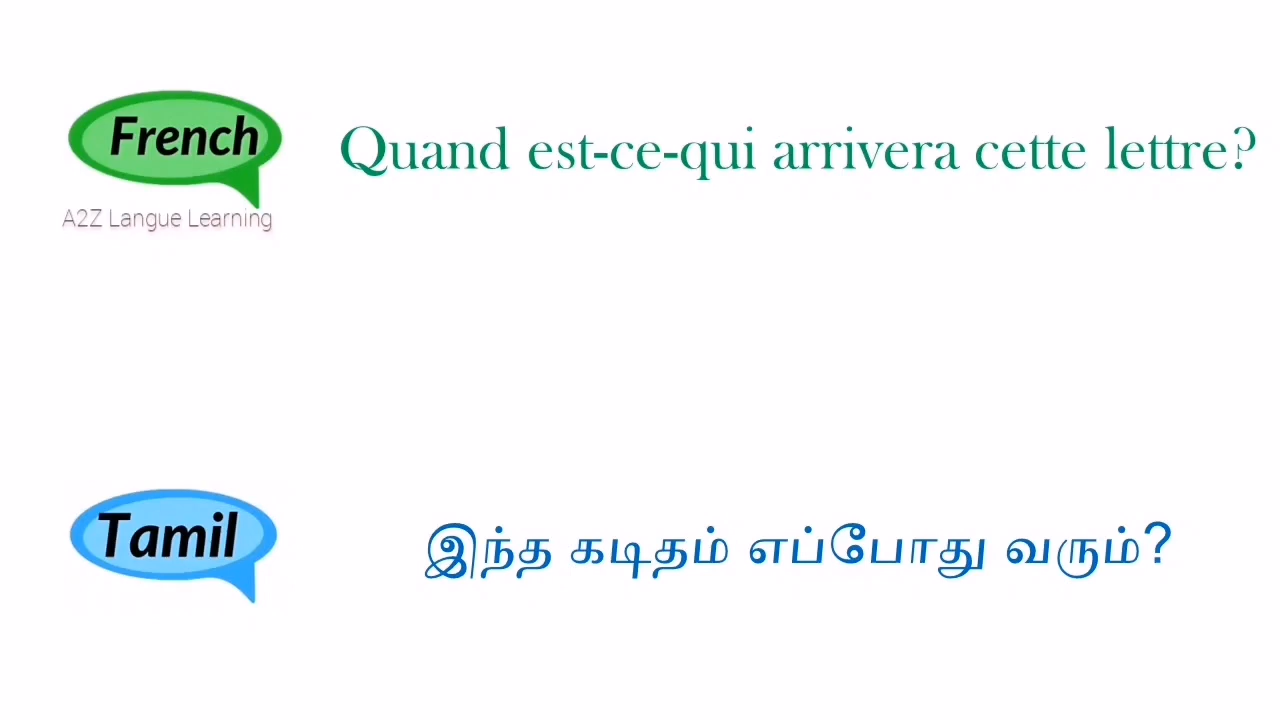 French
Quand est-ce-qui arrivera cette lettre?
A2Z Langue Learning
Tamil
இந்த கடிதம் எப்போது வரும்?